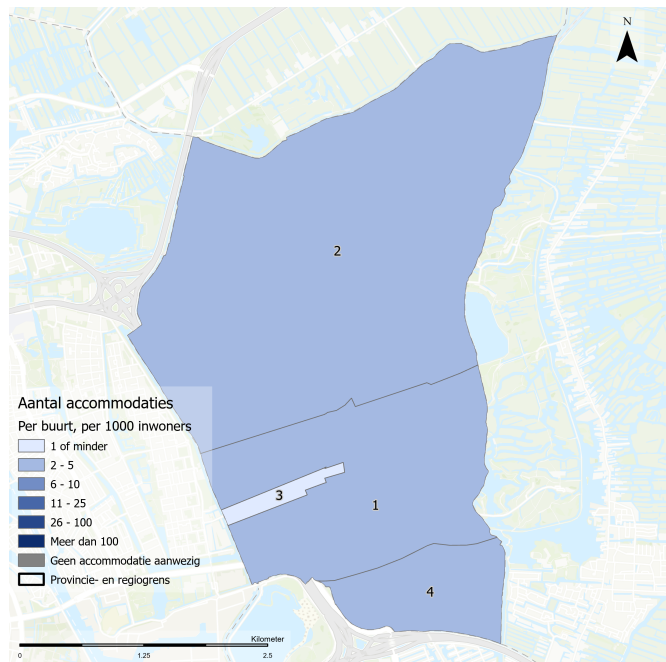 N
2
3
1
4
Aantal accommodaties
Per buurt, per 1000 inwoners
1 of minder
2 - 5
6 - 10
11 - 25
26 - 100
Meer dan 100
Geen accommodatie aanwezig
Provincie- en regiogrens
Kilometer
0 1.25 2.5